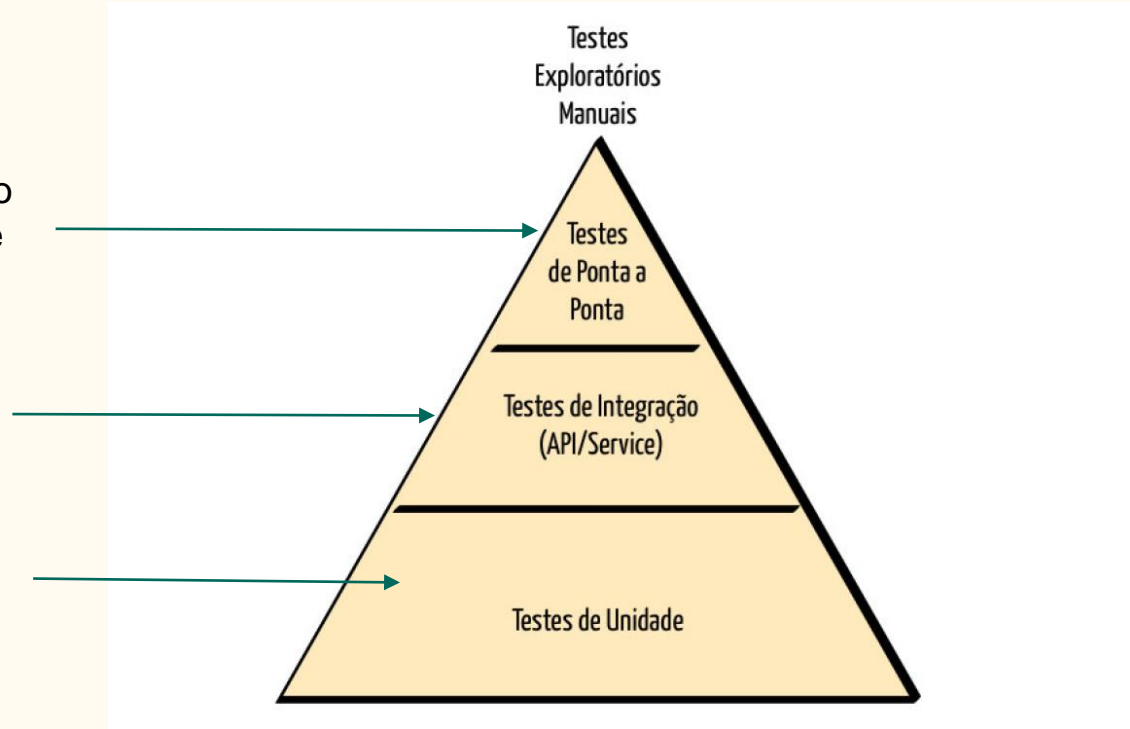 Testes
Exploratórios
Manuais
Testes
de Ponta a
Ponta
Testes de Integração
(API/Service)
Testes de Unidade